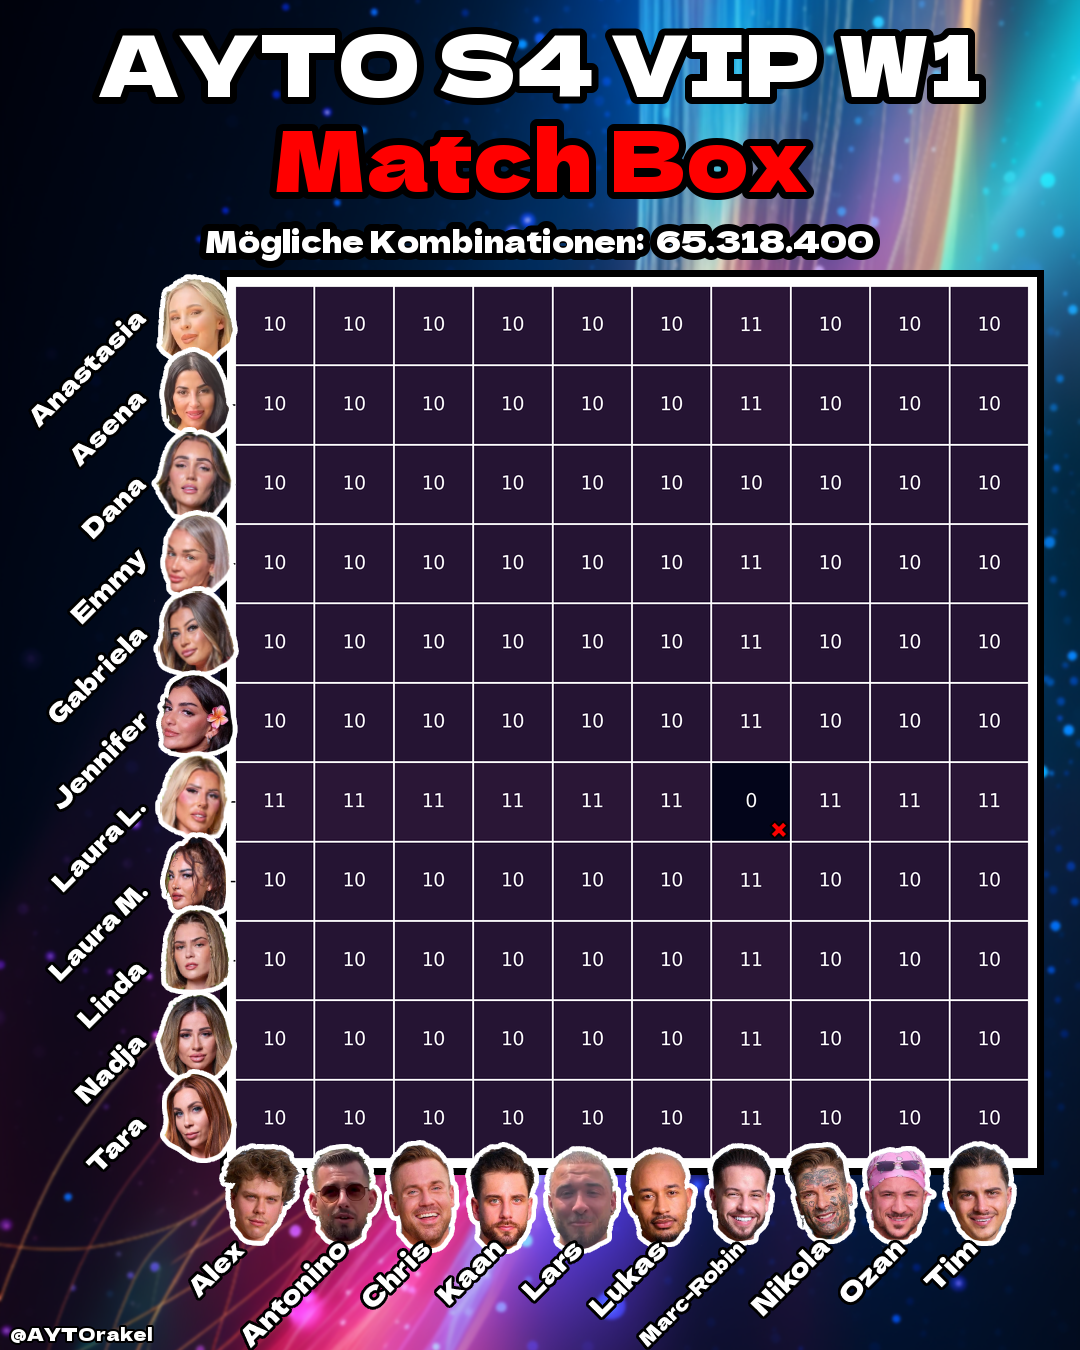 AYTO S4 VIP W1
Match Box
Mögliche Kombinationen: 65.318.400
Anastasia 10 10 10 10 10 10 11 10 10 10
Asena 10 10 10 10 10 10 11 10 10 10
Dana 10 10 10 10 10 10 10 10 10 10
Emmy 10 10 10 10 10 10 11 10 10 10
Gabriela 10 10 10 10 10 10 11 10 10 10
Jennifer 10 10 10 10 10 10 11 10 10 10
Laura L. 11 11 11 11 11 11 0 11 11 11
Laura M. 10 10 10 10 10 10 11 10 10 10
Linda 10 10 10 10 10 10 11 10 10 10
Nadja 10 10 10 10 10 10 11 10 10 10
Tara 10 10 10 10 10 10 11 10 10 10
Alex Antonino Chris Kaan Lars Lukas Marc-Robin Nikola Ozan Tim
@AYTOrakel